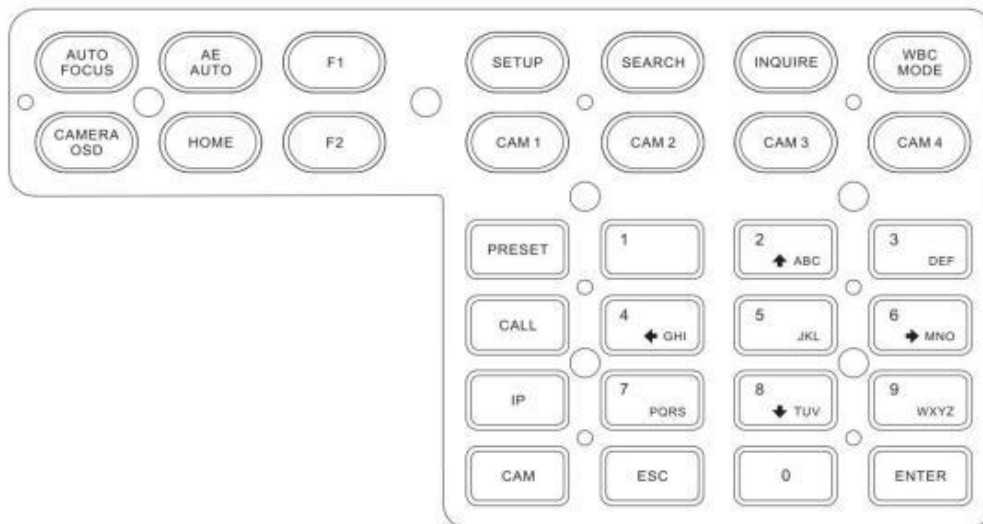 AUTO
FOCUS
AE
AUTO
F1
SETUP
SEARCH
INQUIRE
WBC
MODE
CAMERA
OSD
HOME
F2
CAM 1
CAM 2
CAM 3
CAM 4
PRESET
1
2
ABC
3
DEF
CALL
4
GHI
5
JKL
6
MNO
IP
7
PQRS
8
TUV
9
WXYZ
CAM
ESC
0
ENTER